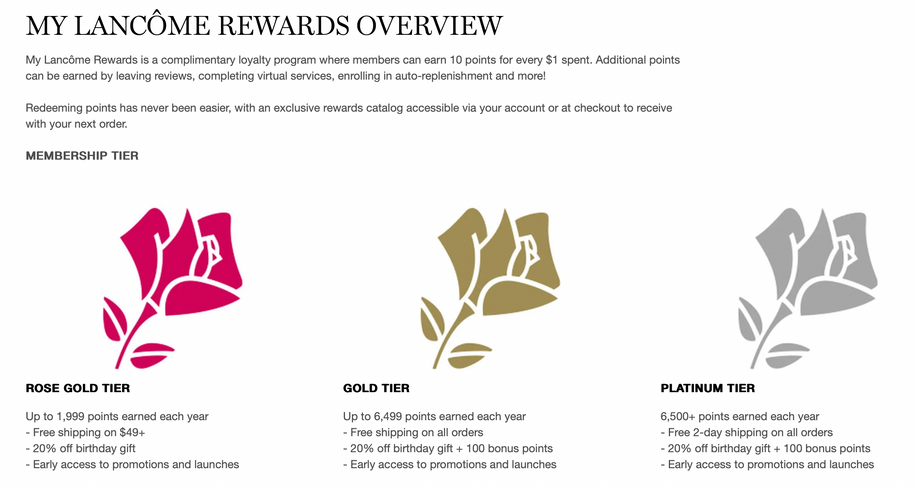 MY LANCÔME REWARDS OVERVIEW
My Lancôme Rewards is a complimentary loyalty program where members can earn 10 points for every $1 spent. Additional points
can be earned by leaving reviews, completing virtual services, enrolling in auto-replenishment and more!
Redeeming points has never been easier, with an exclusive rewards catalog accessible via your account or at checkout to receive
with your next order.
MEMBERSHIP TIER
ROSE GOLD TIER
Up to 1,999 points earned each year
- Free shipping on $49+
- 20% off birthday gift
- Early access to promotions and launches
GOLD TIER
Up to 6,499 points earned each year
- Free shipping on all orders
- 20% off birthday gift + 100 bonus points
- Early access to promotions and launches
PLATINUM TIER
6,500+ points earned each year
- Free 2-day shipping on all orders
- 20% off birthday gift + 100 bonus points
- Early access to promotions and launches